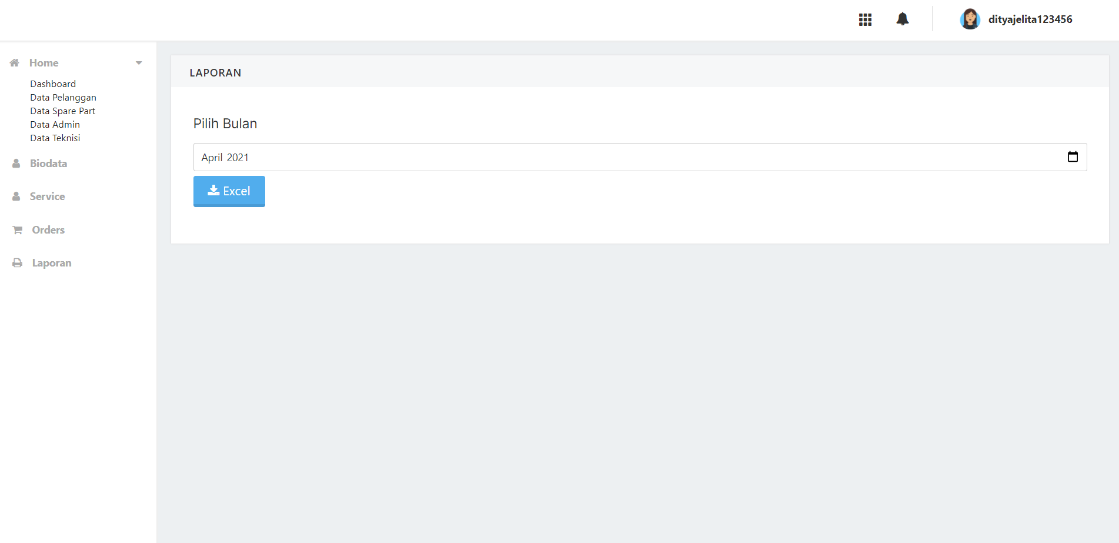 dityajelita123456
Home
Dashboard
Data Pelanggan
Data Spare Part
Data Admin
Data Teknisi
Biodata
Service
Orders
Laporan
LAPORAN
Pilih Bulan
April 2021
Excel